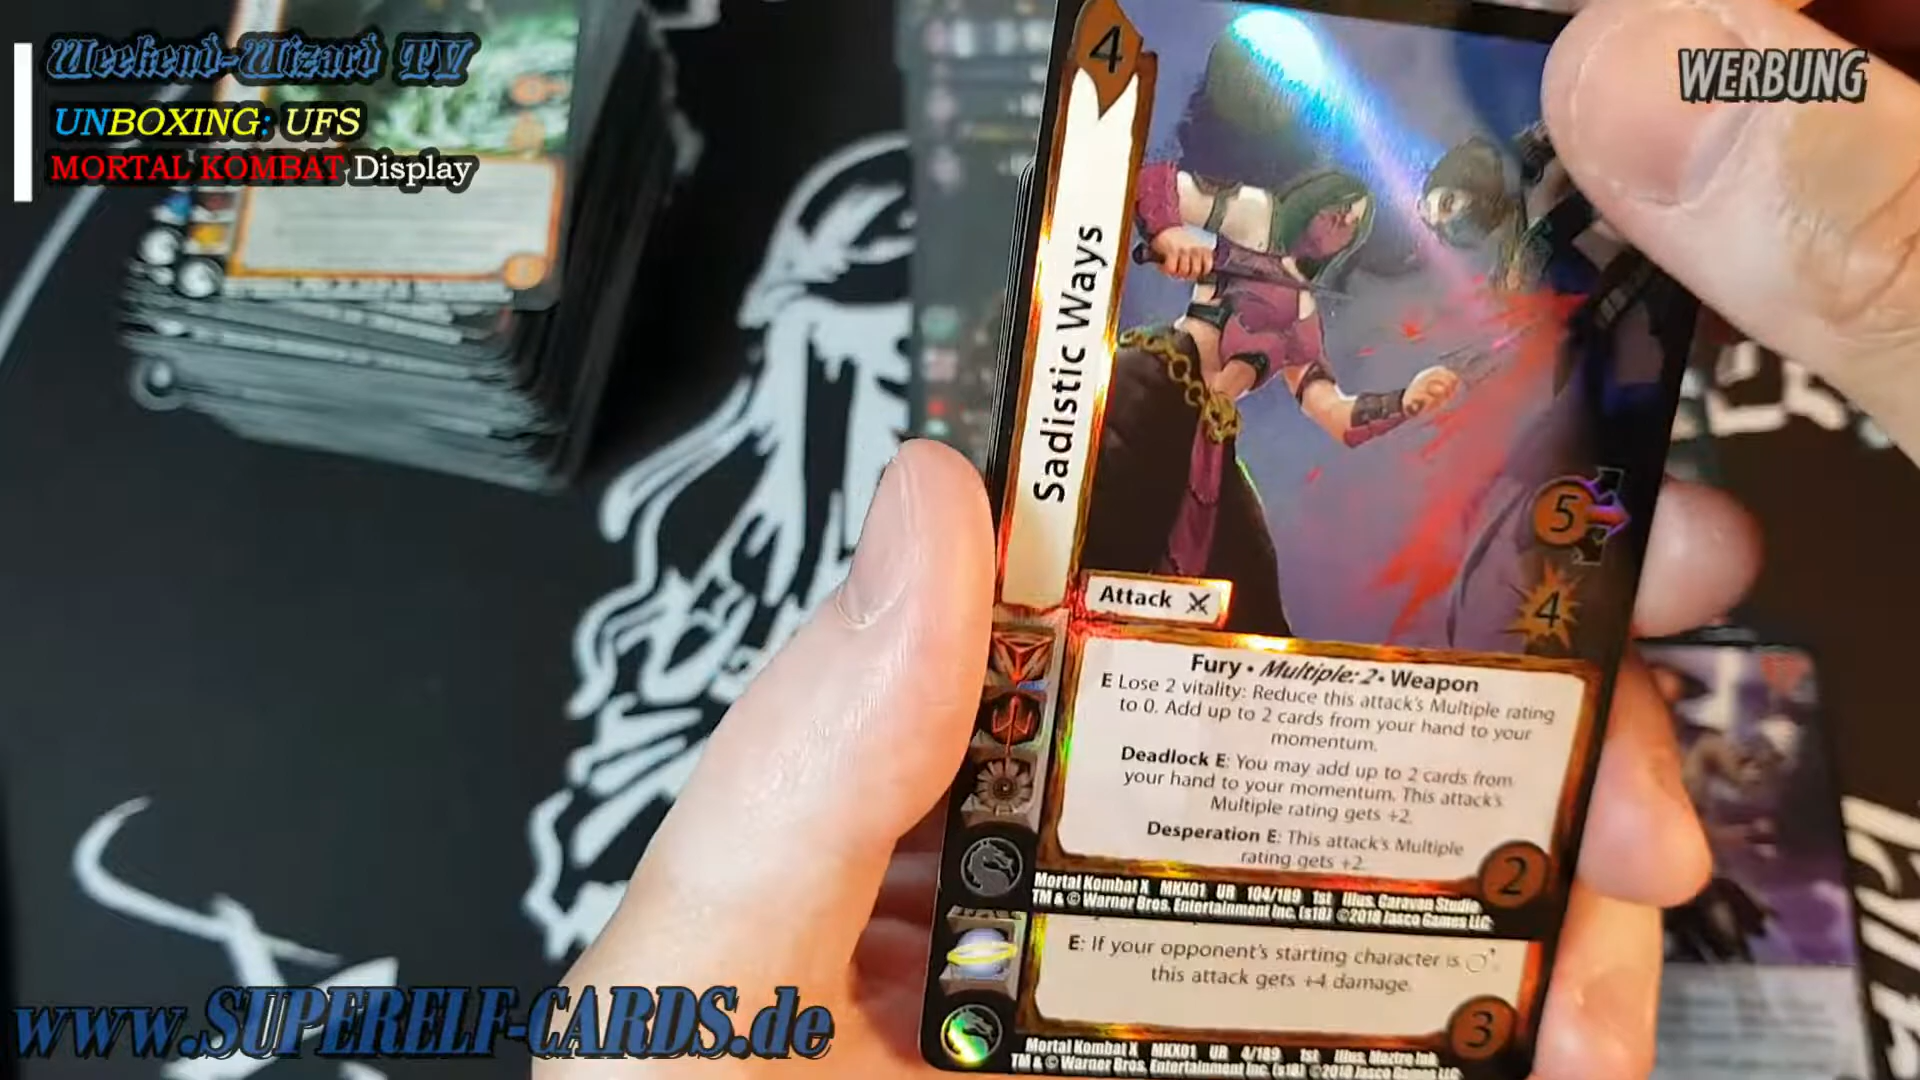 Weekend-Wizard TV
UNBOXING: UFS
MORTAL KOMBAT Display
WERBUNG
4
Sadistic Ways
5
4
Attack
Fury • Multiple: 2 • Weapon
E Lose 2 vitality: Reduce this attack's Multiple rating
to 0. Add up to 2 cards from your hand to your
momentum.
Deadlock E: You may add up to 2 cards from
your hand to your momentum. This attack's
Multiple rating gets +2.
Desperation E: This attack's Multiple
rating gets +2.
2
Mortal Kombat X MKX01 UR 104/189 1st Illus. Caravan Studio
TM & © Warner Bros. Entertainment Inc. (s18) ©2018 Jasco Games LLC
E: If your opponent's starting character is
this attack gets +4 damage.
3
Mortal Kombat X MKX01 UR 4/189 1st Illus. Moztro Ink
TM & © Warner Bros. Entertainment Inc. (s18) ©2018 Jasco Games LLC
www.SUPERELF-CARDS.de